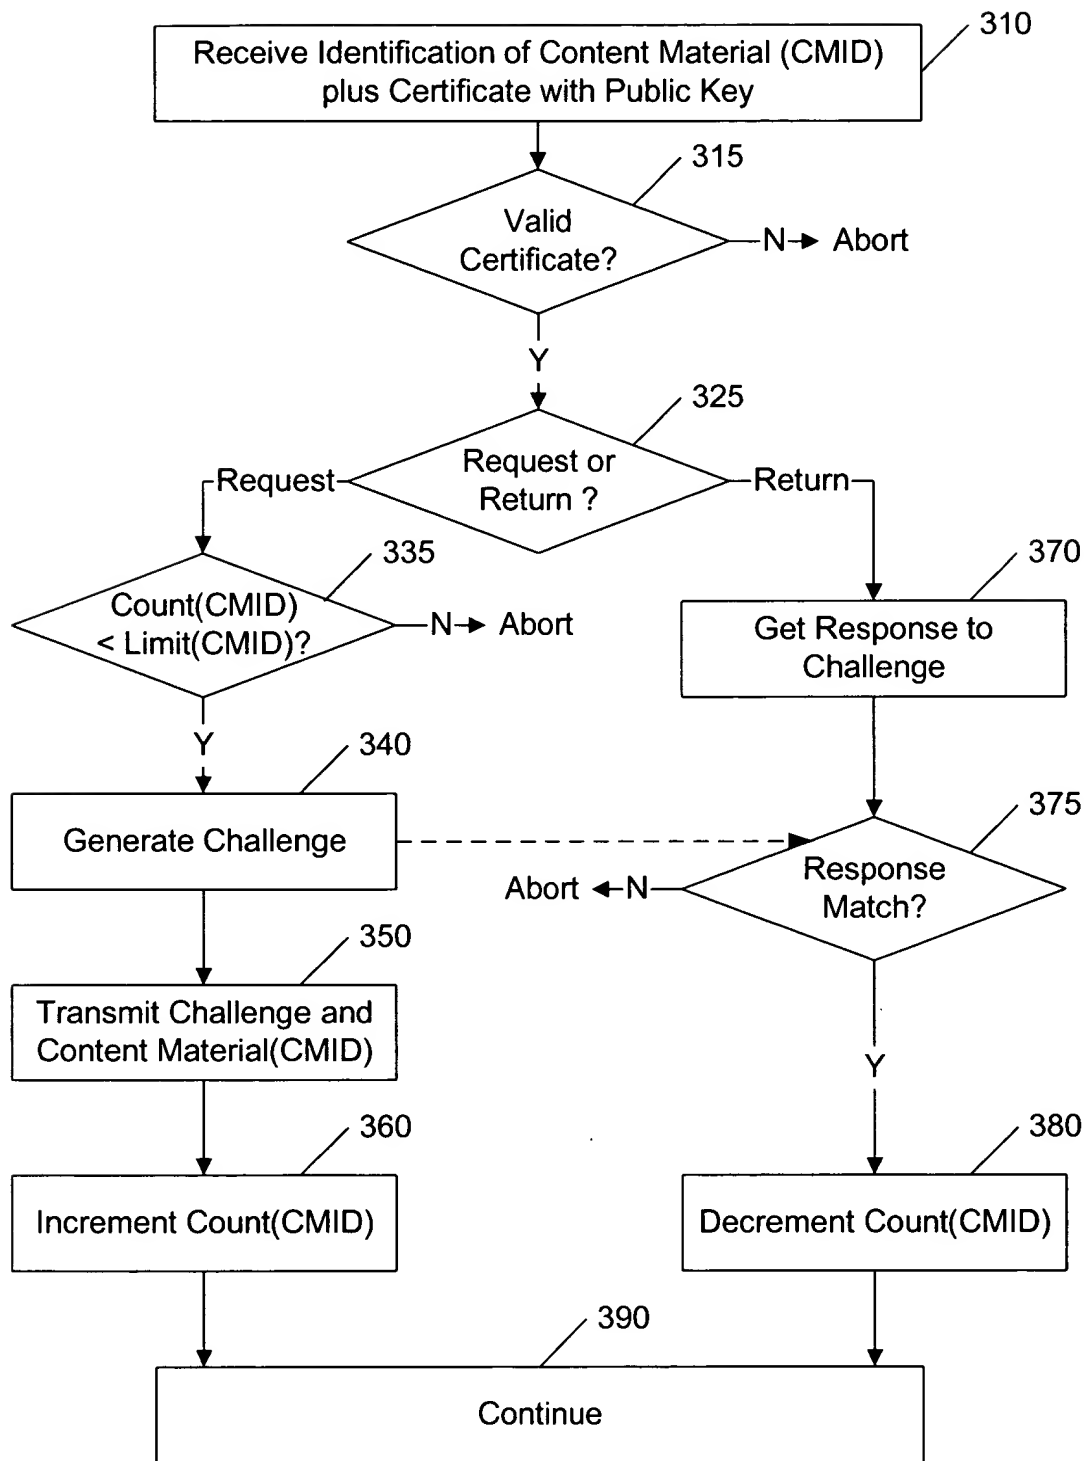 310
Receive Identification of Content Material (CMID)
plus Certificate with Public Key
315
Valid
Certificate?
N
Abort
Y
325
Request or
Return ?
Request
Return
335
Count(CMID)
< Limit(CMID)?
N
Abort
370
Get Response to
Challenge
Y
340
Generate Challenge
375
Response
Match?
Abort
N
350
Transmit Challenge and
Content Material(CMID)
Y
360
Increment Count(CMID)
380
Decrement Count(CMID)
390
Continue